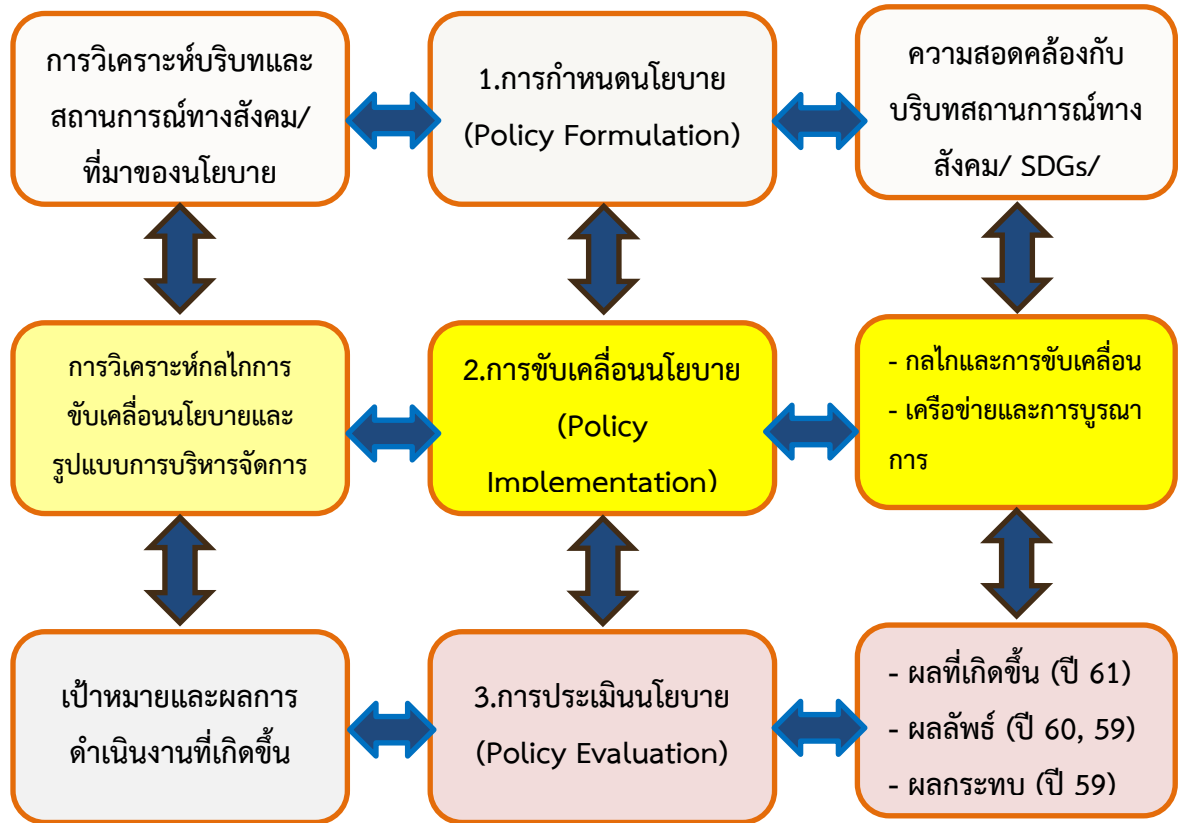 การวิเคราะห์บริบทและ
สถานการณ์ทางสังคม/
ที่มาของนโยบาย
1.การกำหนดนโยบาย
(Policy Formulation)
ความสอดคล้องกับ
บริบทสถานการณ์ทาง
สังคม/ SDGs/
การวิเคราะห์กลไกการ
ขับเคลื่อนนโยบายและ
รูปแบบการบริหารจัดการ
2.การขับเคลื่อนนโยบาย
(Policy
Implementation)
- กลไกและการขับเคลื่อน
- เครือข่ายและการบูรณา
การ
เป้าหมายและผลการ
ดำเนินงานที่เกิดขึ้น
3.การประเมินนโยบาย
(Policy Evaluation)
- ผลที่เกิดขึ้น (ปี 61)
- ผลลัพธ์ (ปี 60, 59)
- ผลกระทบ (ปี 59)